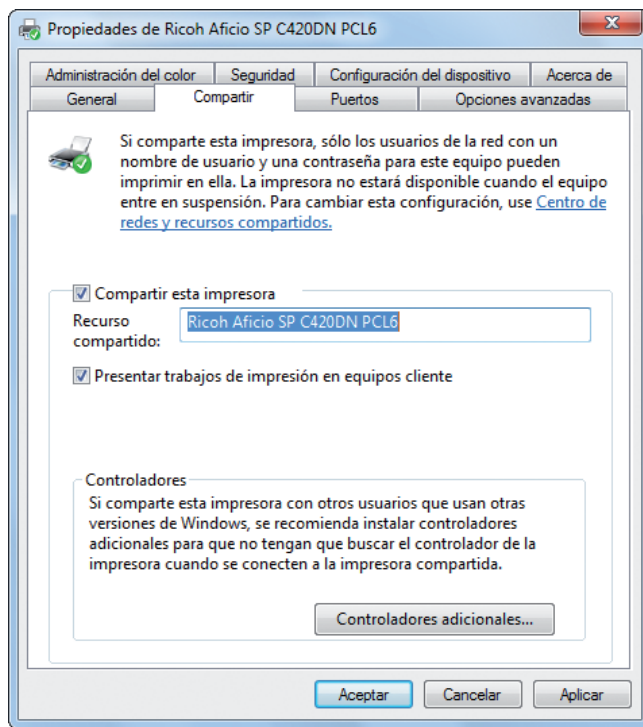 Propiedades de Ricoh Aficio SP C420DN PCL6
Administración del color Seguridad Configuración del dispositivo Acerca de
General Compartir Puertos Opciones avanzadas
Si comparte esta impresora, sólo los usuarios de la red con un
nombre de usuario y una contraseña para este equipo pueden
imprimir en ella. La impresora no estará disponible cuando el equipo
entre en suspensión. Para cambiar esta configuración, use Centro de
redes y recursos compartidos.
Compartir esta impresora
Recurso
compartido:
Ricoh Aficio SP C420DN PCL6
Presentar trabajos de impresión en equipos cliente
Controladores
Si comparte esta impresora con otros usuarios que usan otras
versiones de Windows, se recomienda instalar controladores
adicionales para que no tengan que buscar el controlador de la
impresora cuando se conecten a la impresora compartida.
Controladores adicionales...
Aceptar Cancelar Aplicar